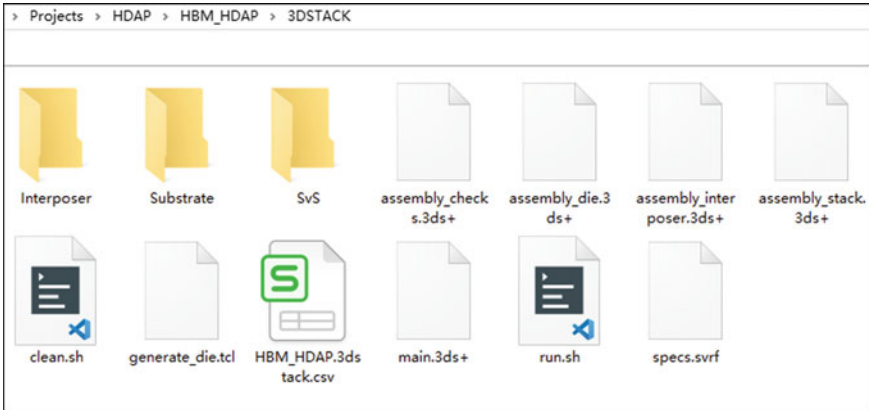 > Projects > HDAP > HBM_HDAP > 3DSTACK
Interposer
Substrate
SvS
assembly_check
s.3ds+
assembly_die.3
ds+
assembly_inter
poser.3ds+
assembly_stack.
3ds+
clean.sh
generate_die.tcl
HBM_HDAP.3ds
tack.csv
main.3ds+
run.sh
specs.svrf